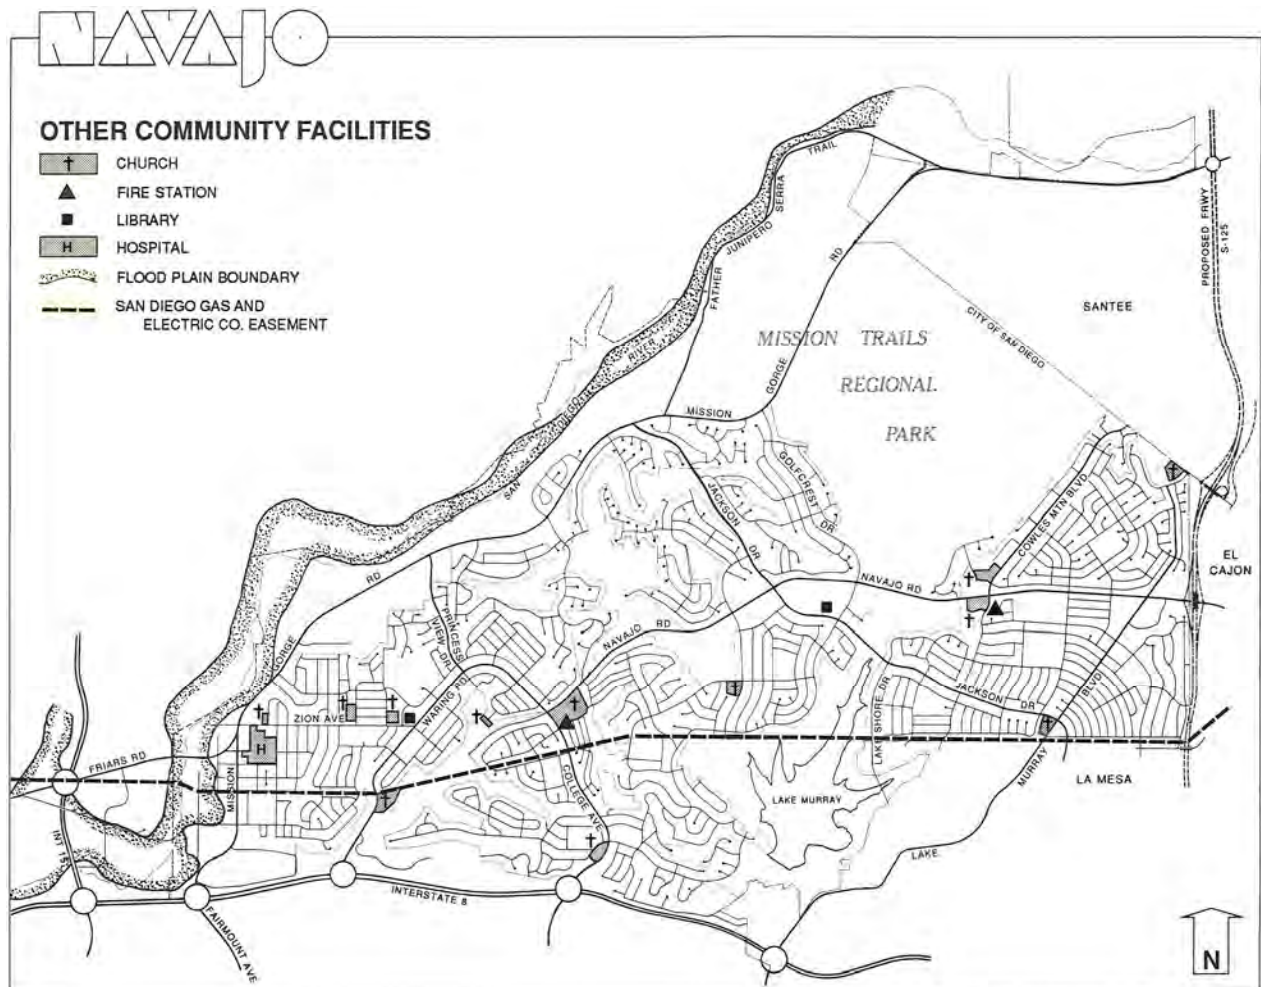 NAVAJO
OTHER COMMUNITY FACILITIES
CHURCH
FIRE STATION
LIBRARY
H HOSPITAL
FLOOD PLAIN BOUNDARY
SAN DIEGO GAS AND
ELECTRIC CO. EASEMENT
TRAIL
SERRA
JUNIPERO
FATHER
PROPOSED FRWY
S-125
SANTEE
CITY OF SAN DIEGO
MISSION TRAILS
REGIONAL
PARK
RD
GORGE
MISSION
RIVER
DIEGO
SAN
GOLFCREST
DR
JACKSON
DR
COWLES MTN BLVD
EL
CAJON
NAVAJO RD
RD
GORGE
MISSION
PRINCESS
VIEW DR
NAVAJO RD
WARING RD
ZION AVE
H
FRIARS RD
LAKE SHORE DR
JACKSON
DR
BLVD
MURRAY
LAKE
LA MESA
LAKE MURRAY
COLLEGE AVE
INT 15
INTERSTATE 8
FAIRMOUNT AVE
N